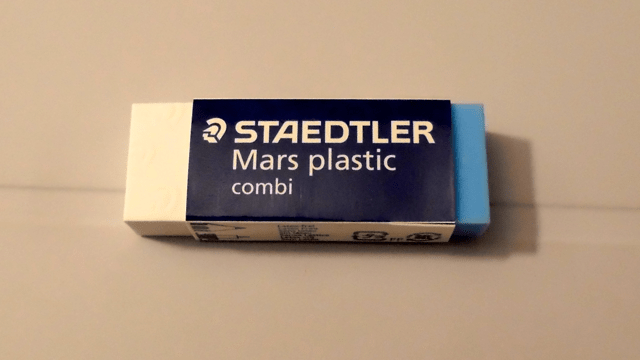 STAEDTLER
Mars plastic
combi